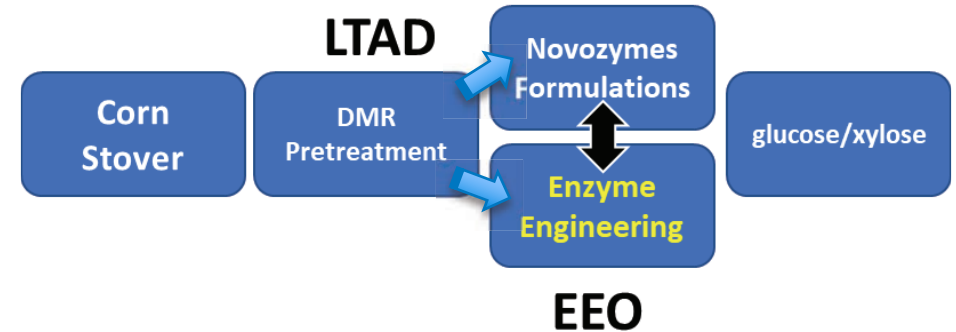 LTAD
Corn
Stover
DMR
Pretreatment
Novozymes
Formulations
Enzyme
Engineering
glucose/xylose
EEO